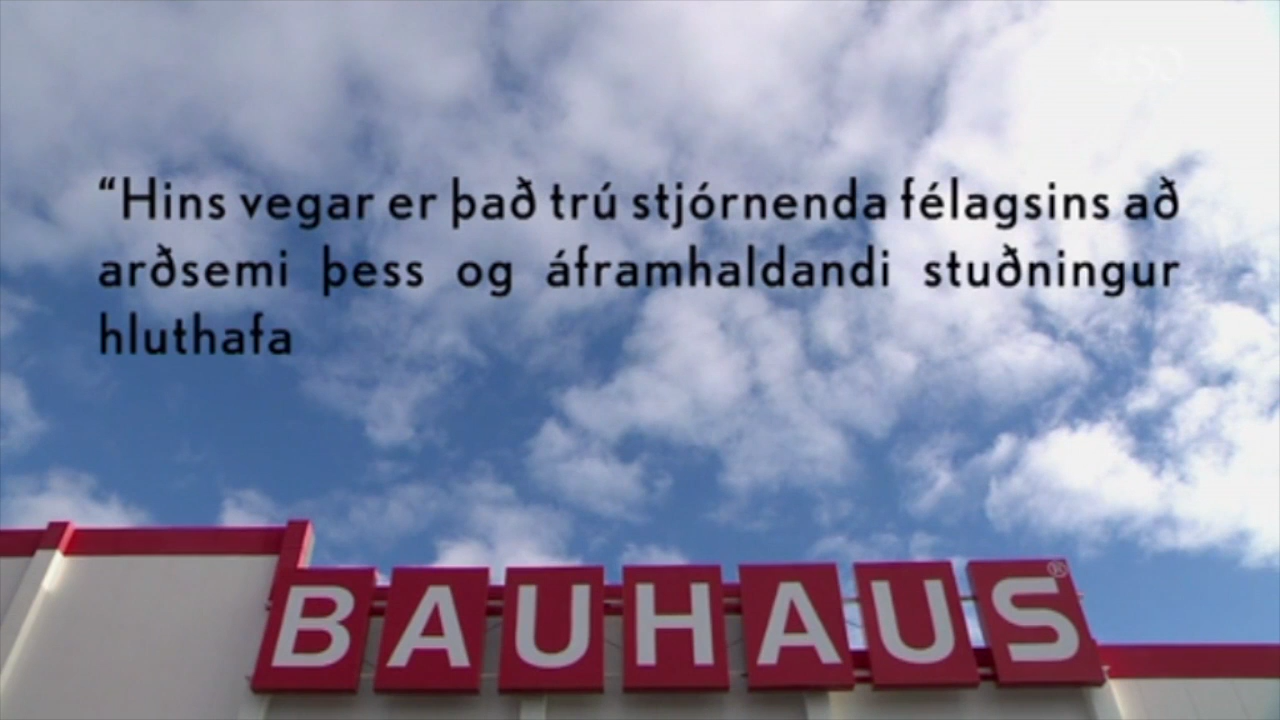 “Hins vegar er það trú stjórnenda félagsins að
arðsemi þess og áframhaldandi stuðningur
hluthafa
BAUHAUS®